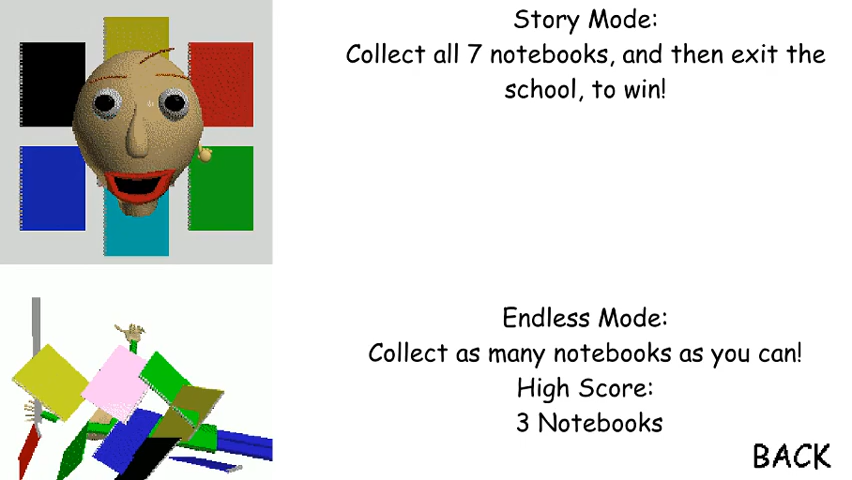 Story Mode:
Collect all 7 notebooks, and then exit the
school, to win!
Endless Mode:
Collect as many notebooks as you can!
High Score:
3 Notebooks
BACK